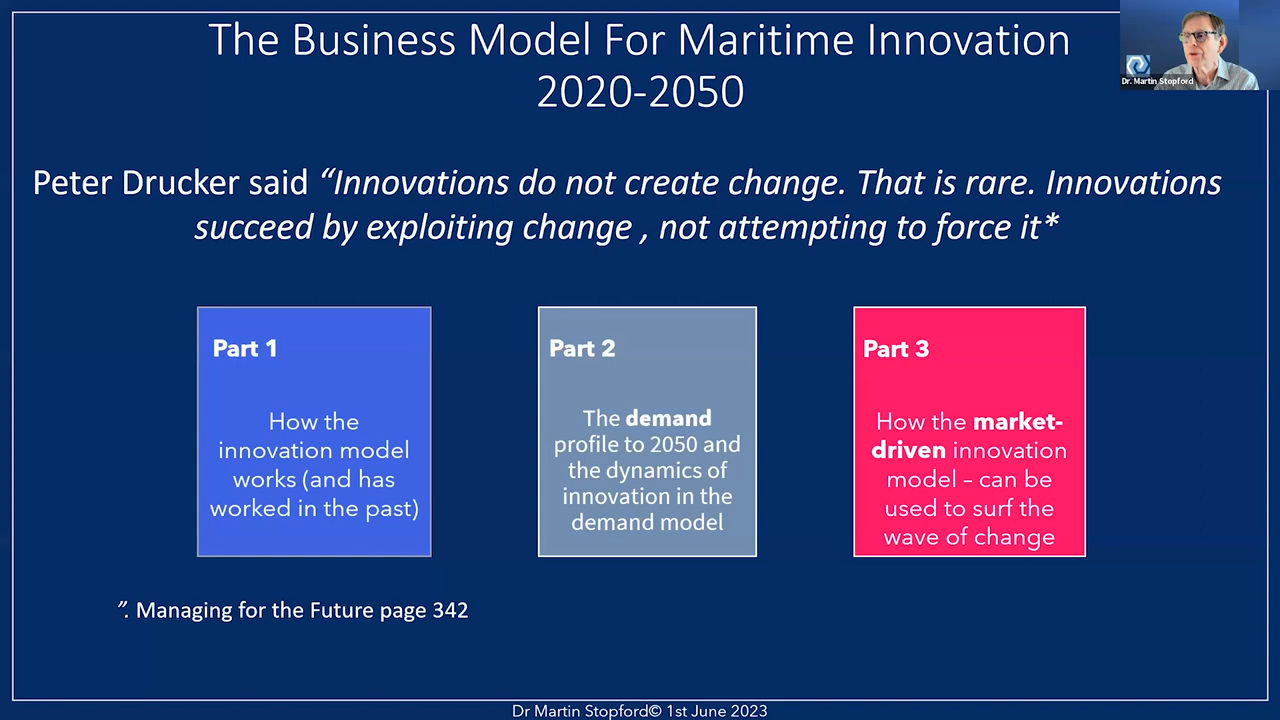 The Business Model For Maritime Innovation
2020-2050
Dr. Martin Stopford
Peter Drucker said “Innovations do not create change. That is rare. Innovations
succeed by exploiting change , not attempting to force it*
Part 1
How the
innovation model
works (and has
worked in the past)
Part 2
The demand
profile to 2050 and
the dynamics of
innovation in the
demand model
Part 3
How the market-
driven innovation
model – can be
used to surf the
wave of change
”. Managing for the Future page 342
Dr Martin Stopford© 1st June 2023